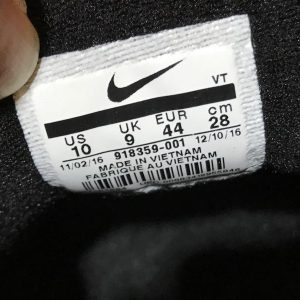 VT
US UK EUR cm
10 9 44 28
11/02/16 918359-001 12/10/16
MADE IN VIETNAM
FABRIQUE AU VIETNAM